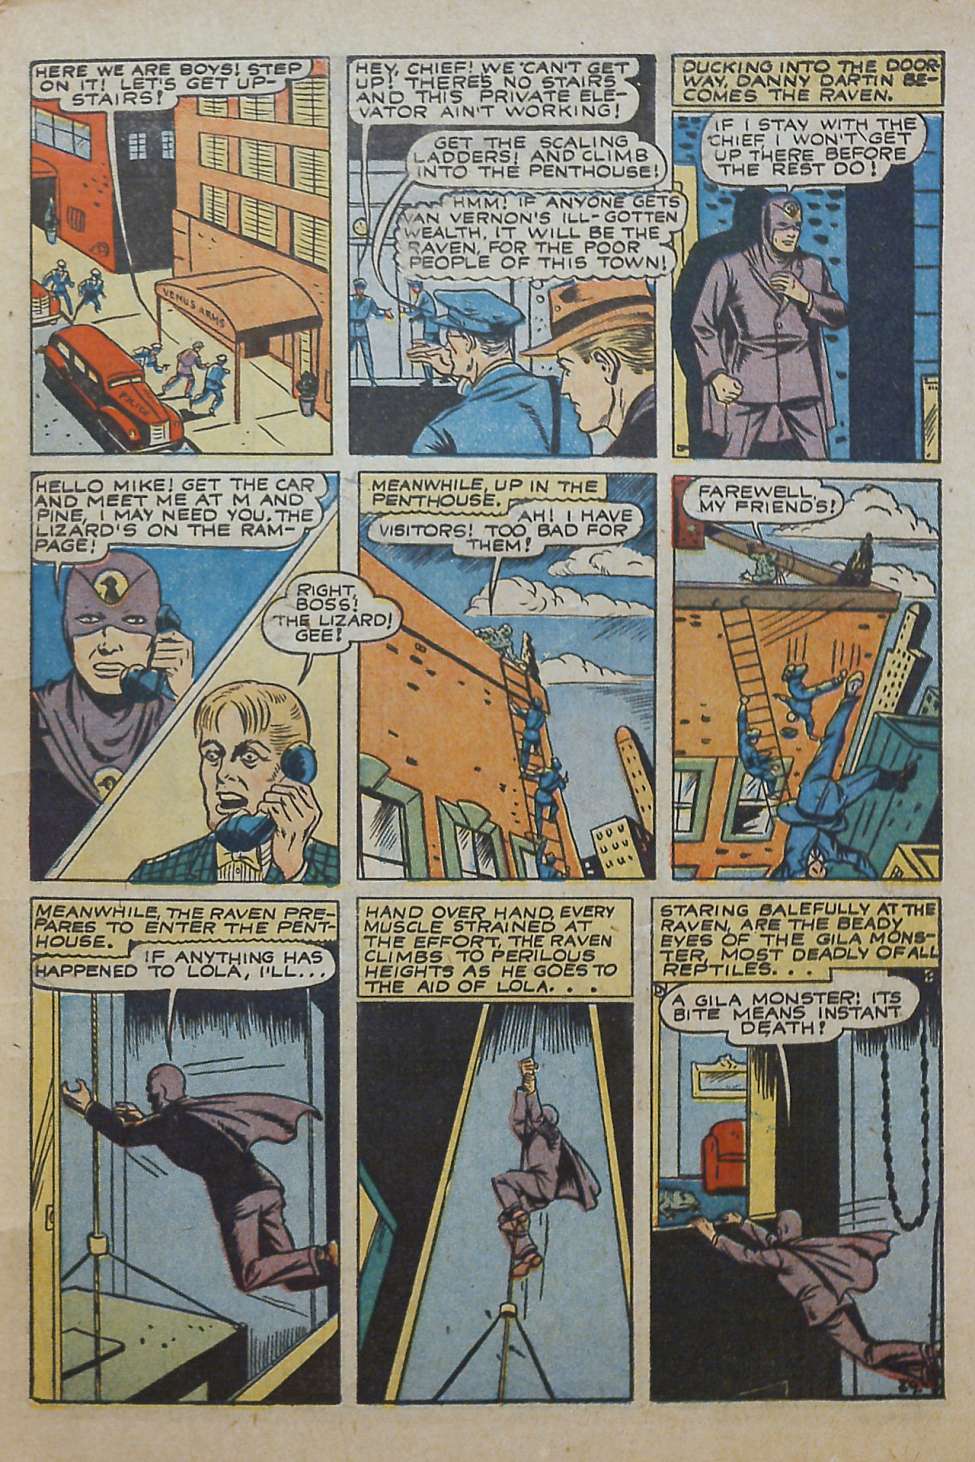 HERE WE ARE BOYS! STEP
ON IT! LET'S GET UP-
STAIRS!
VENUS ARMS
POLICE
HEY, CHIEF! WE CAN'T GET
UP! THERE'S NO STAIRS
AND THIS PRIVATE ELE-
VATOR AIN'T WORKING!
GET THE SCALING
LADDERS! AND CLIMB
INTO THE PENTHOUSE!
HMM! IF ANYONE GETS
VAN VERNON'S ILL-GOTTEN
WEALTH, IT WILL BE THE
RAVEN, FOR THE POOR
PEOPLE OF THIS TOWN!
DUCKING INTO THE DOOR-
WAY, DANNY DARTIN BE-
COMES THE RAVEN.
IF I STAY WITH THE
CHIEF I WON'T GET
UP THERE BEFORE
THE REST DO!
HELLO MIKE! GET THE CAR
AND MEET ME AT M AND
PINE, I MAY NEED YOU. THE
LIZARD'S ON THE RAM-
PAGE!
RIGHT,
BOSS!
THE LIZARD!
GEE!
MEANWHILE, UP IN THE
PENTHOUSE.
AH! I HAVE
VISITORS! TOO BAD FOR
THEM!
FAREWELL,
MY FRIENDS!
MEANWHILE, THE RAVEN PRE-
PARES TO ENTER THE PENT-
HOUSE.
IF ANYTHING HAS
HAPPENED TO LOLA, I'LL...
HAND OVER HAND, EVERY
MUSCLE STRAINED AT
THE EFFORT, THE RAVEN
CLIMBS TO PERILOUS
HEIGHTS AS HE GOES TO
THE AID OF LOLA...
STARING BALEFULLY AT THE
RAVEN, ARE THE BEADY
EYES OF THE GILA MONS-
TER, MOST DEADLY OF ALL
REPTILES...
A GILA MONSTER! ITS
BITE MEANS INSTANT
DEATH!